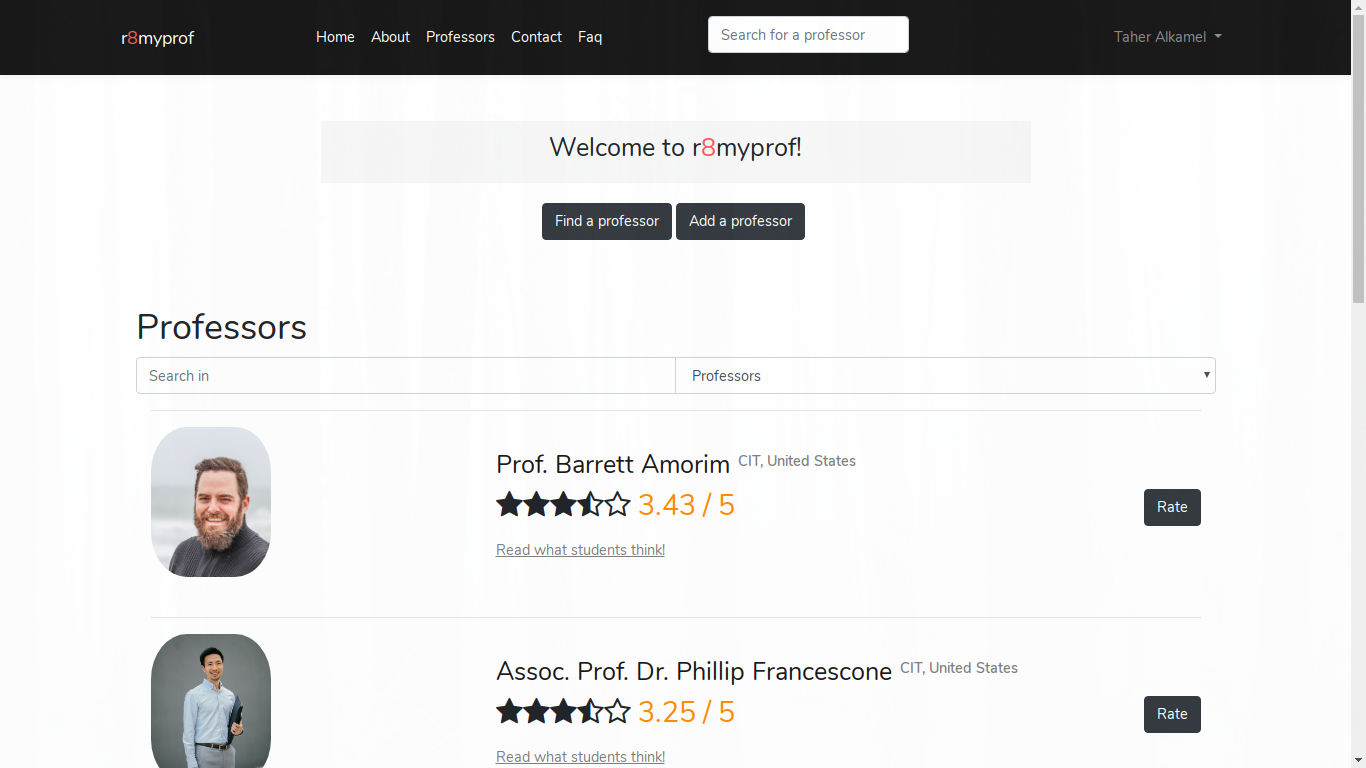 r8myprof Home About Professors Contact Faq Search for a professor Taher Alkamel
Welcome to r8myprof!
Find a professor Add a professor
Professors
Search in Professors
Prof. Barrett Amorim CIT, United States
3.43 / 5
Rate
Read what students think!
Assoc. Prof. Dr. Phillip Francescone CIT, United States
3.25 / 5
Rate
Read what students think!